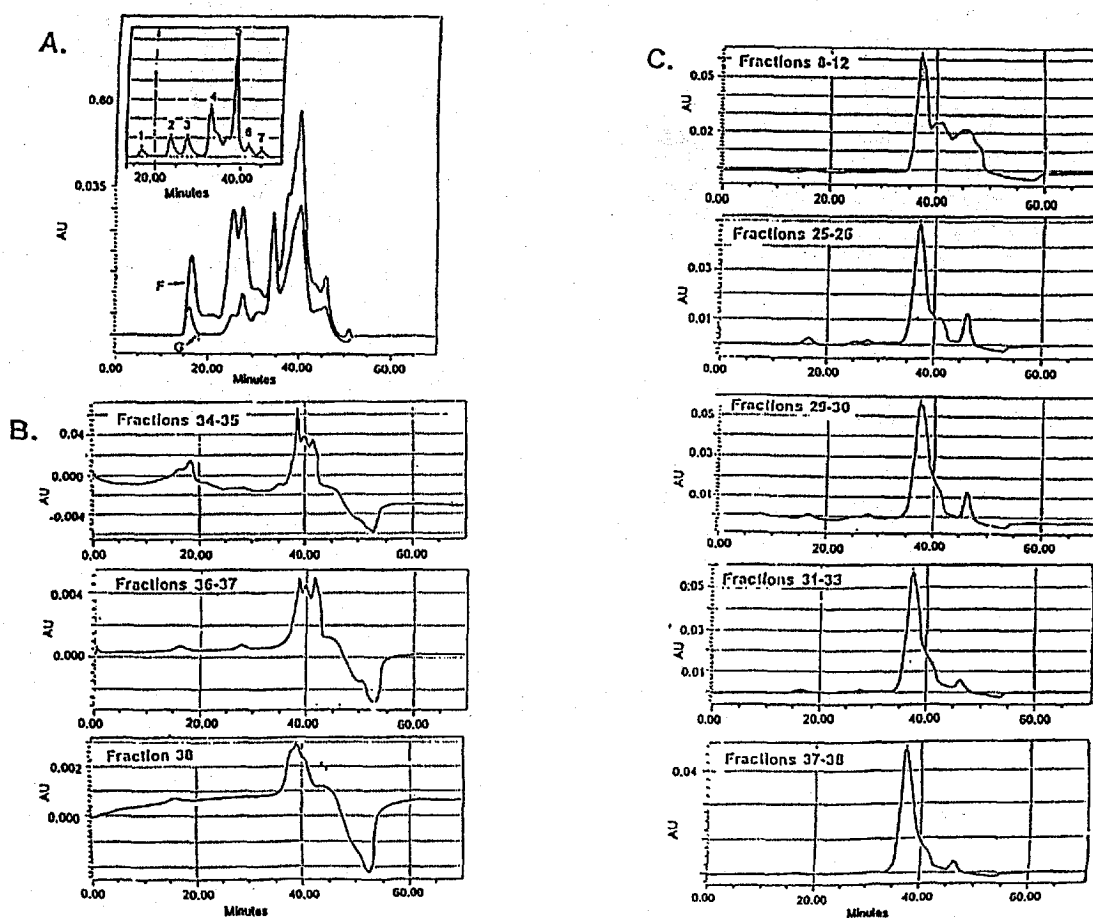 A.
5
4
2
3
1
6
7
20.00
40.00
Minutes
0.60
0.035
AU
F
G
0.00
20.00
40.00
60.00
Minutes
B.
Fractions 34-35
0.04
0.000
-0.004
AU
0.00
20.00
40.00
60.00
Fractions 36-37
0.004
0.000
AU
0.00
20.00
40.00
60.00
Fraction 38
0.002
0.000
AU
0.00
20.00
40.00
60.00
Minutes
C.
Fractions 8-12
0.05
0.02
AU
0.00
20.00
40.00
60.00
Fractions 25-26
0.03
0.01
AU
0.00
20.00
40.00
60.00
Fractions 29-30
0.05
0.03
0.01
AU
0.00
20.00
40.00
60.00
Fractions 31-33
0.05
0.03
0.01
AU
0.00
20.00
40.00
60.00
Fractions 37-38
0.04
AU
0.00
20.00
40.00
60.00
Minutes